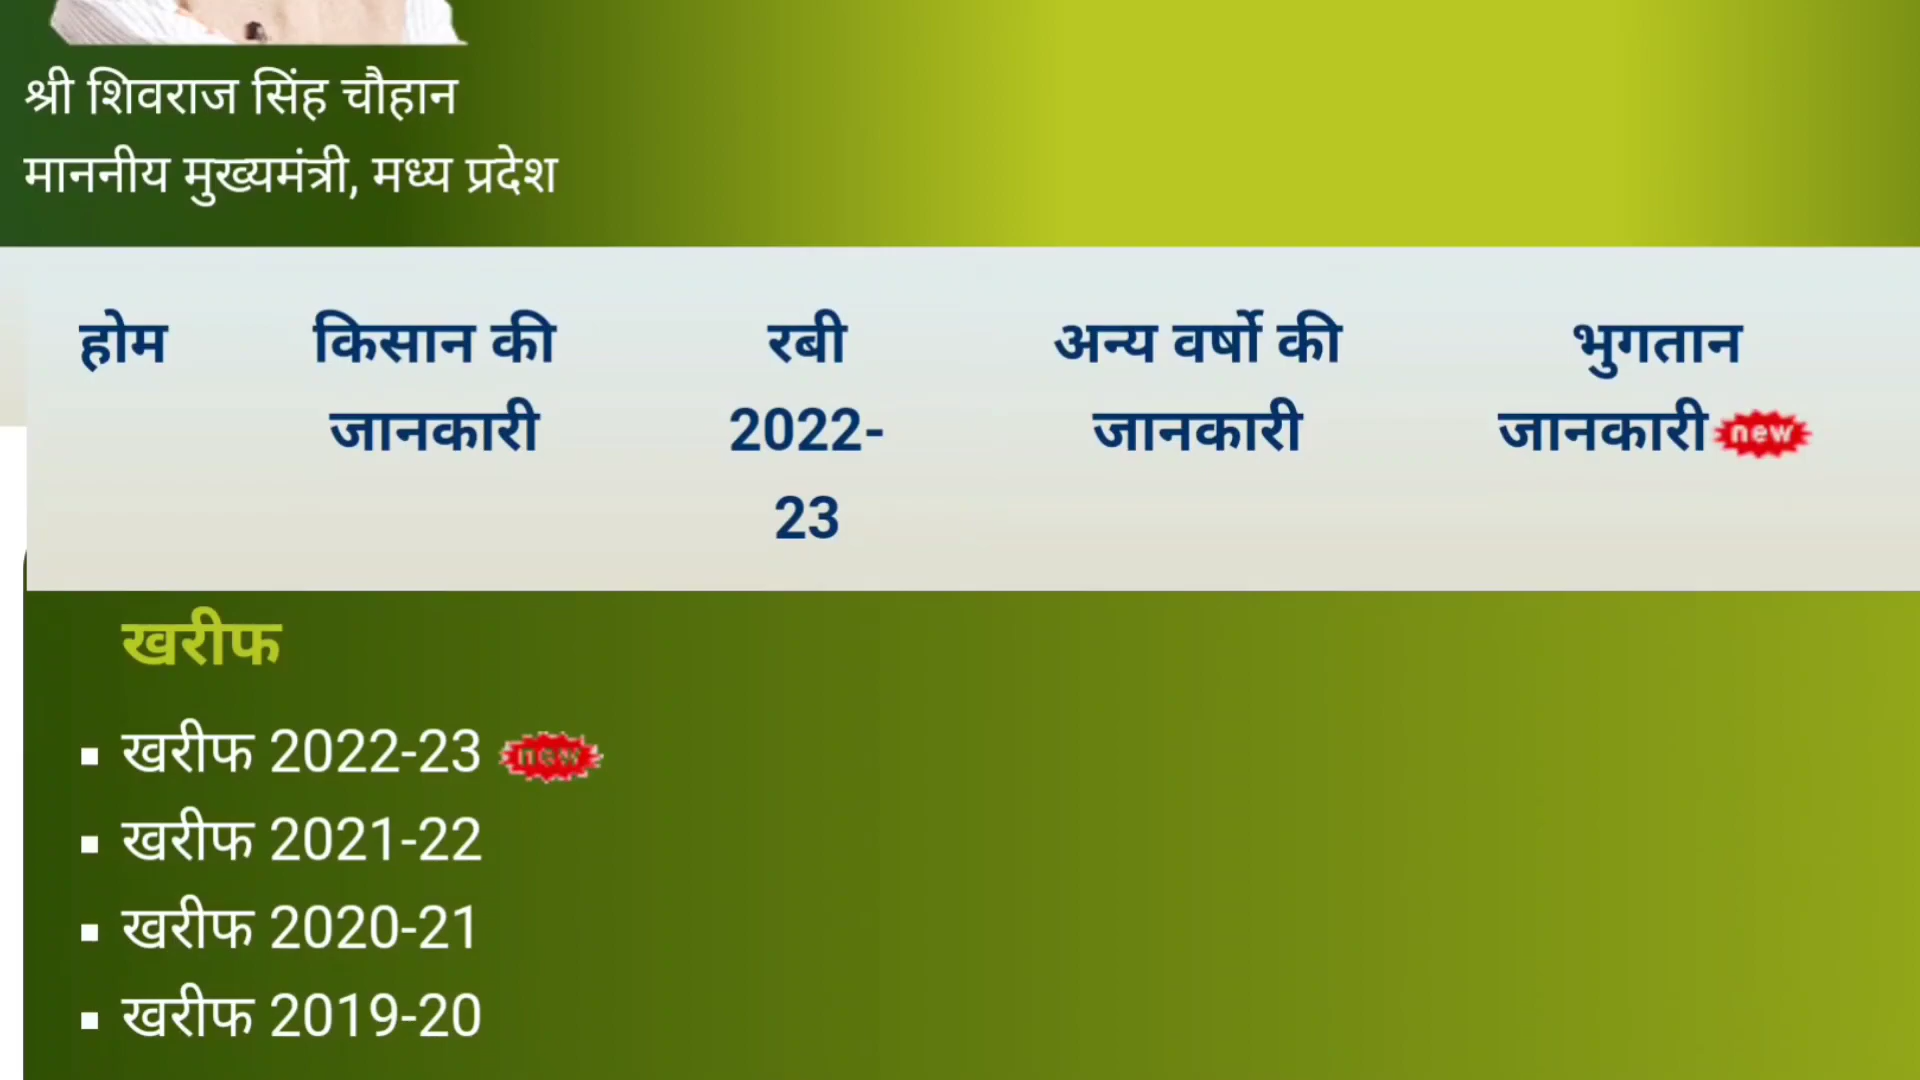 श्री शिवराज सिंह चौहान
माननीय मुख्यमंत्री, मध्य प्रदेश
होम
किसान की
जानकारी
रबी
2022-
23
अन्य वर्षो की
जानकारी
भुगतान
जानकारी new
खरीफ
खरीफ 2022-23 new
खरीफ 2021-22
खरीफ 2020-21
खरीफ 2019-20